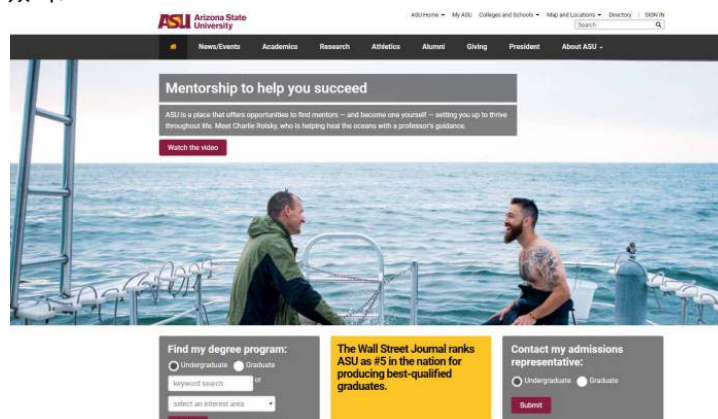 ASU Arizona State
University
ASU Home My ASU Colleges and Schools Map and Locations Directory | SIGN IN
Search
News/Events Academics Research Athletics Alumni Giving President About ASU
Mentorship to help you succeed
ASU is a place that offers opportunities to find mentors — and become one yourself — setting you up to thrive
throughout life. Meet Charlie Rolsky, who is helping heal the oceans with a professor's guidance.
Watch the video
Find my degree program:
Undergraduate Graduate
keyword search or
select an interest area
The Wall Street Journal ranks
ASU as #5 in the nation for
producing best-qualified
graduates.
Contact my admissions
representative:
Undergraduate Graduate
Submit